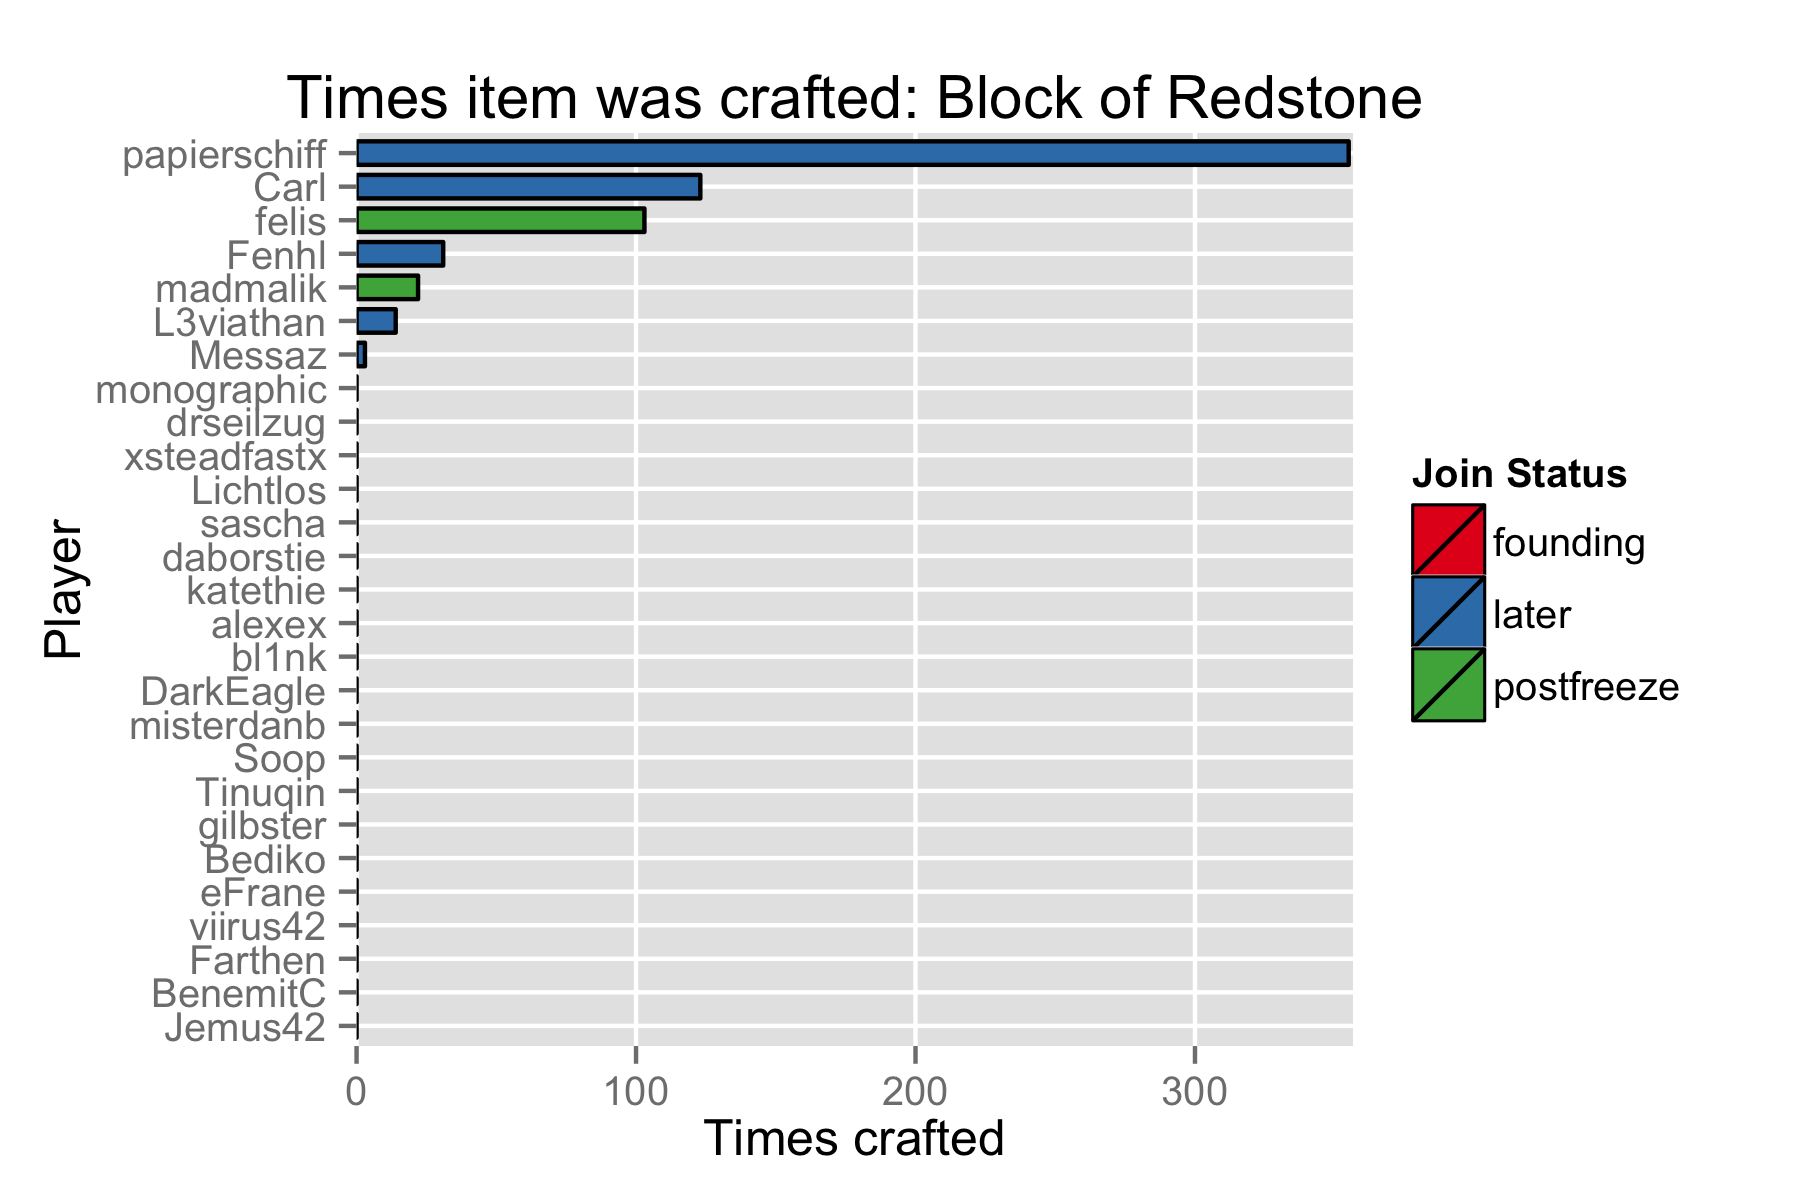 Times item was crafted: Block of Redstone
Player
papierschiff
Carl
felis
Fenhl
madmalik
L3viathan
Messaz
monographic
drseilzug
xsteadfastx
Lichtlos
sascha
daborstie
katethie
alexex
bl1nk
DarkEagle
misterdanb
Soop
Tinuqin
gilbster
Bediko
eFrane
viirus42
Farthen
BenemitC
Jemus42
0 100 200 300
Times crafted
Join Status
founding
later
postfreeze